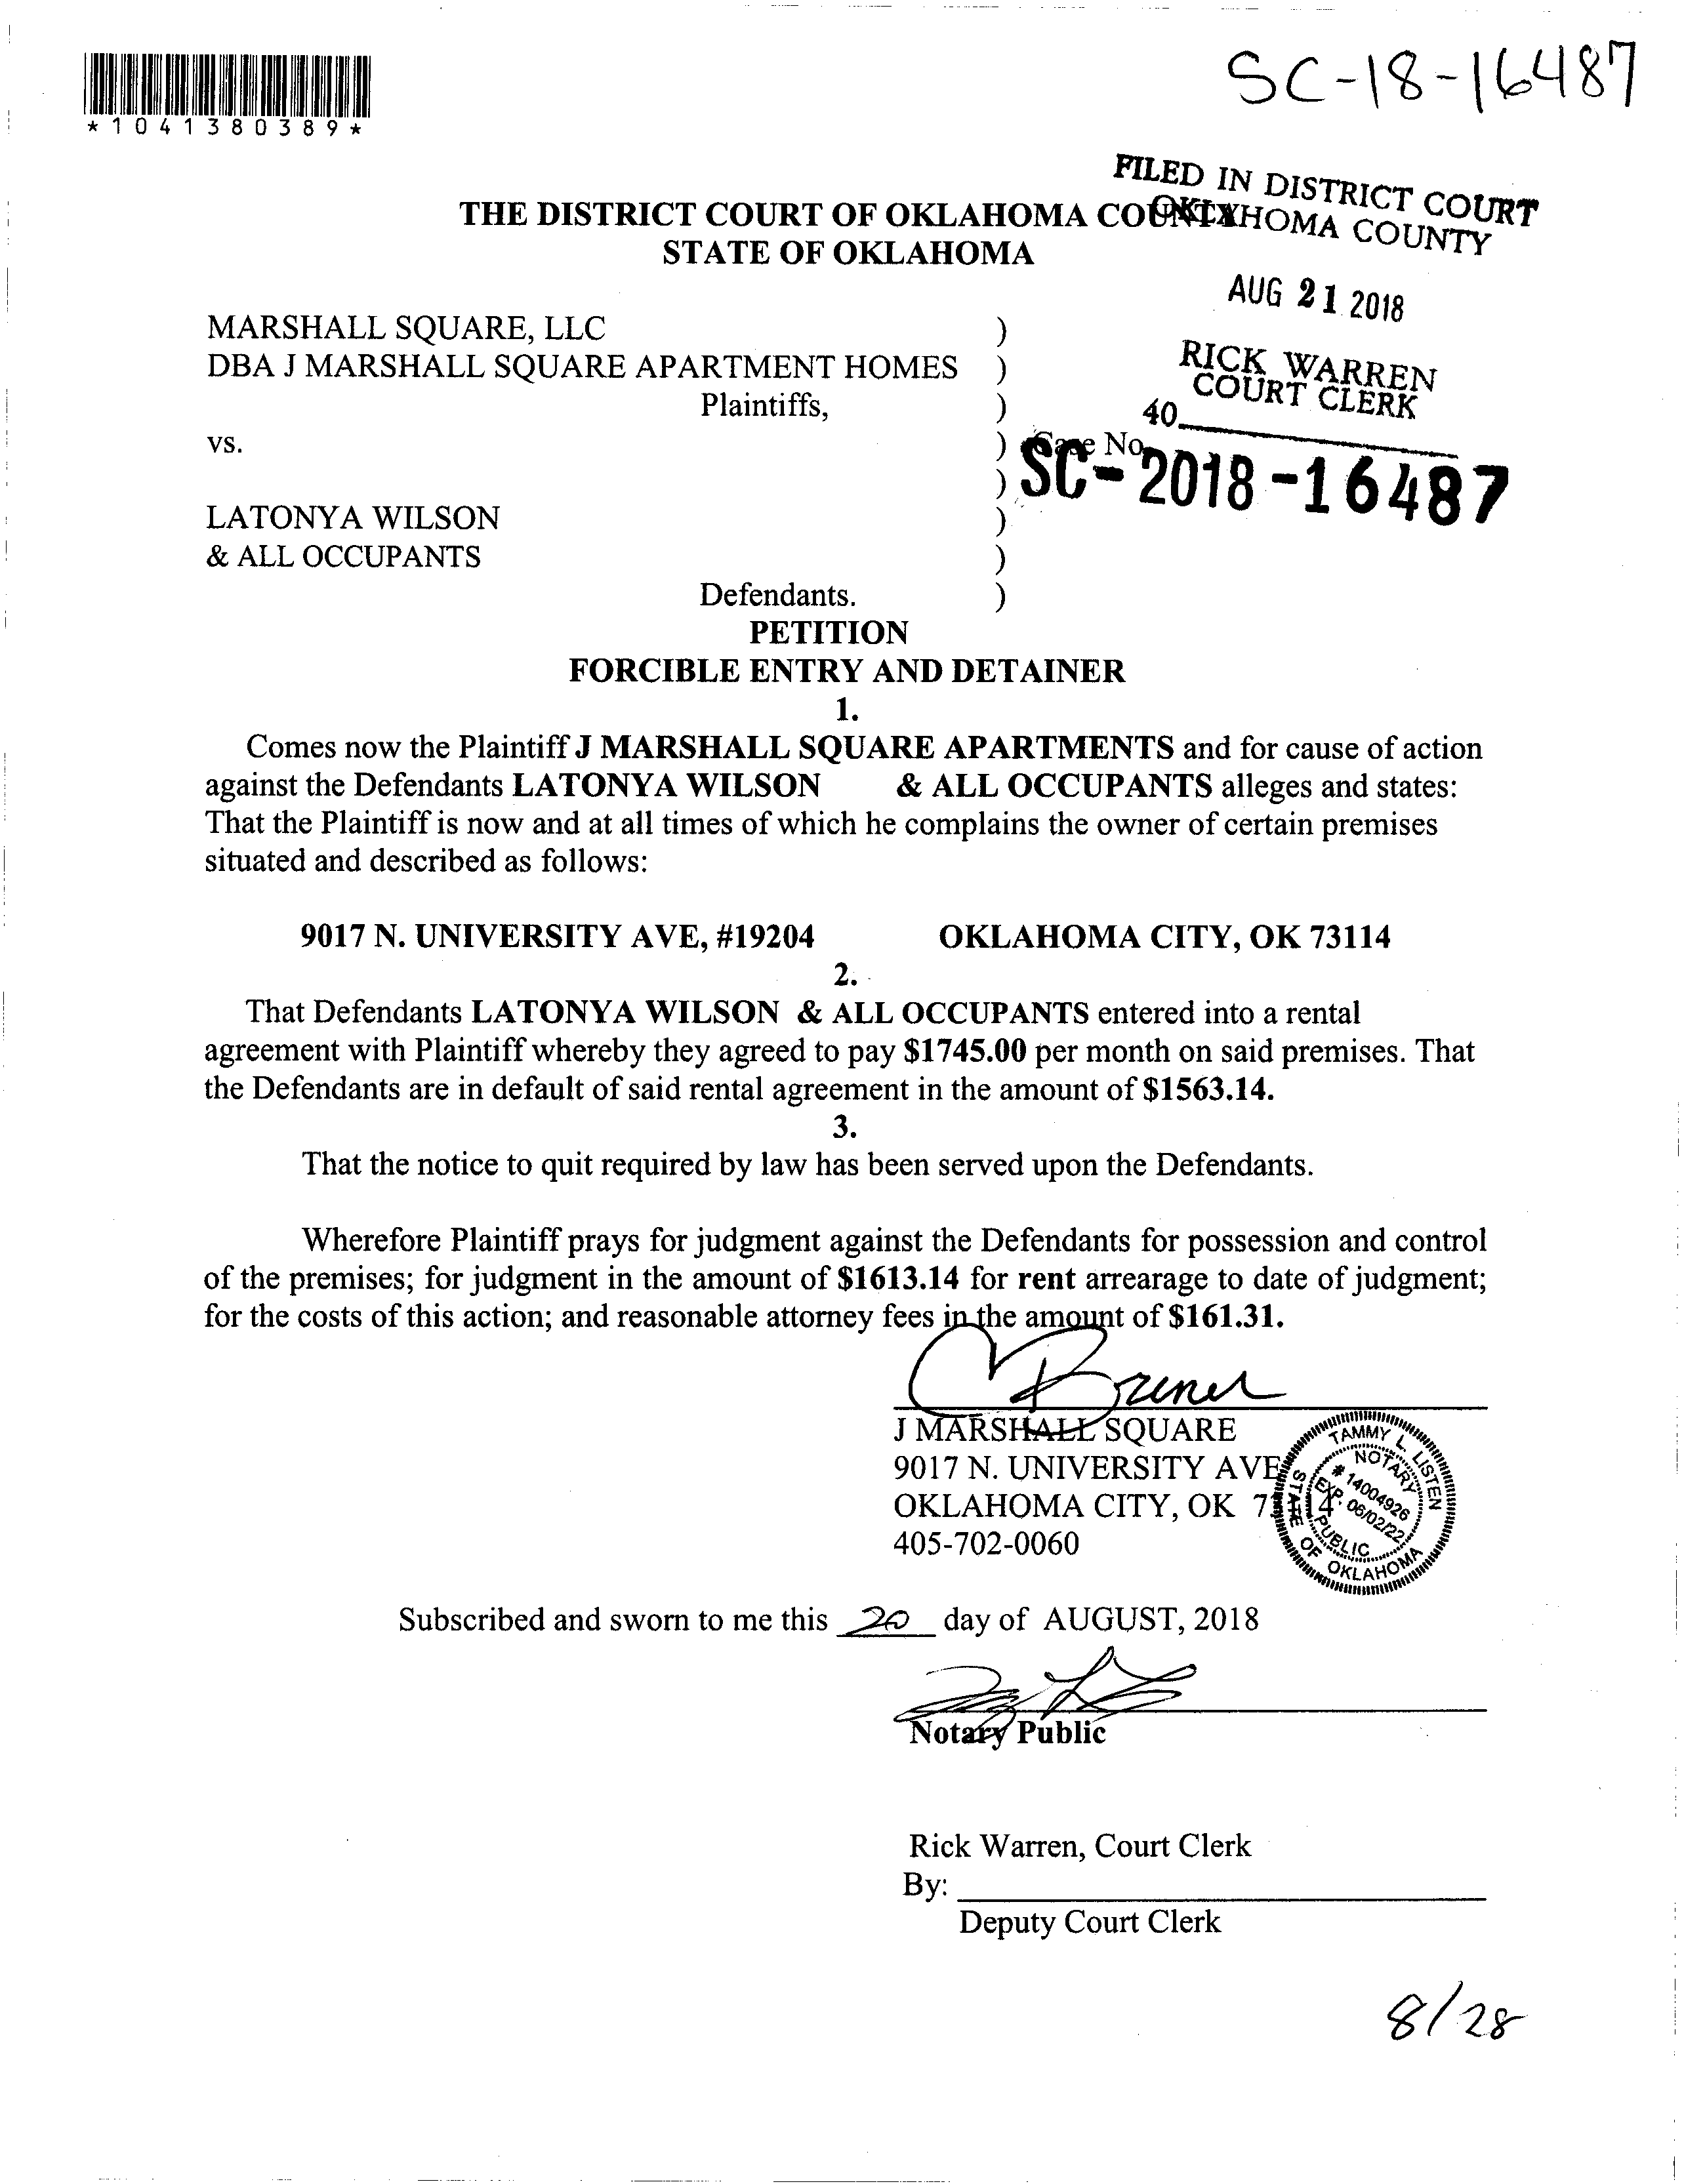 SC-18-16487
*1041380389*
FILED IN DISTRICT COURT
OKLAHOMA COUNTY
THE DISTRICT COURT OF OKLAHOMA COUNTY
STATE OF OKLAHOMA
AUG 21 2018
MARSHALL SQUARE, LLC )
DBA J MARSHALL SQUARE APARTMENT HOMES )
RICK WARREN
COURT CLERK
Plaintiffs, )
40
vs. ) Case No.
) SC-2018-16487
LATONYA WILSON )
& ALL OCCUPANTS )
Defendants. )
PETITION
FORCIBLE ENTRY AND DETAINER
1.
Comes now the Plaintiff J MARSHALL SQUARE APARTMENTS and for cause of action
against the Defendants LATONYA WILSON & ALL OCCUPANTS alleges and states:
That the Plaintiff is now and at all times of which he complains the owner of certain premises
situated and described as follows:
9017 N. UNIVERSITY AVE, #19204 OKLAHOMA CITY, OK 73114
2.
That Defendants LATONYA WILSON & ALL OCCUPANTS entered into a rental
agreement with Plaintiff whereby they agreed to pay $1745.00 per month on said premises. That
the Defendants are in default of said rental agreement in the amount of $1563.14.
3.
That the notice to quit required by law has been served upon the Defendants.
Wherefore Plaintiff prays for judgment against the Defendants for possession and control
of the premises; for judgment in the amount of $1613.14 for rent arrearage to date of judgment;
for the costs of this action; and reasonable attorney fees in the amount of $161.31.
J MARSHALL SQUARE
9017 N. UNIVERSITY AVE
OKLAHOMA CITY, OK 73114
405-702-0060
TAMMY L. LISTEN
NOTARY PUBLIC
# 14004926
EXP. 06/02/22
STATE OF OKLAHOMA
Subscribed and sworn to me this 20 day of AUGUST, 2018
Notary Public
Rick Warren, Court Clerk
By:
Deputy Court Clerk
8/28